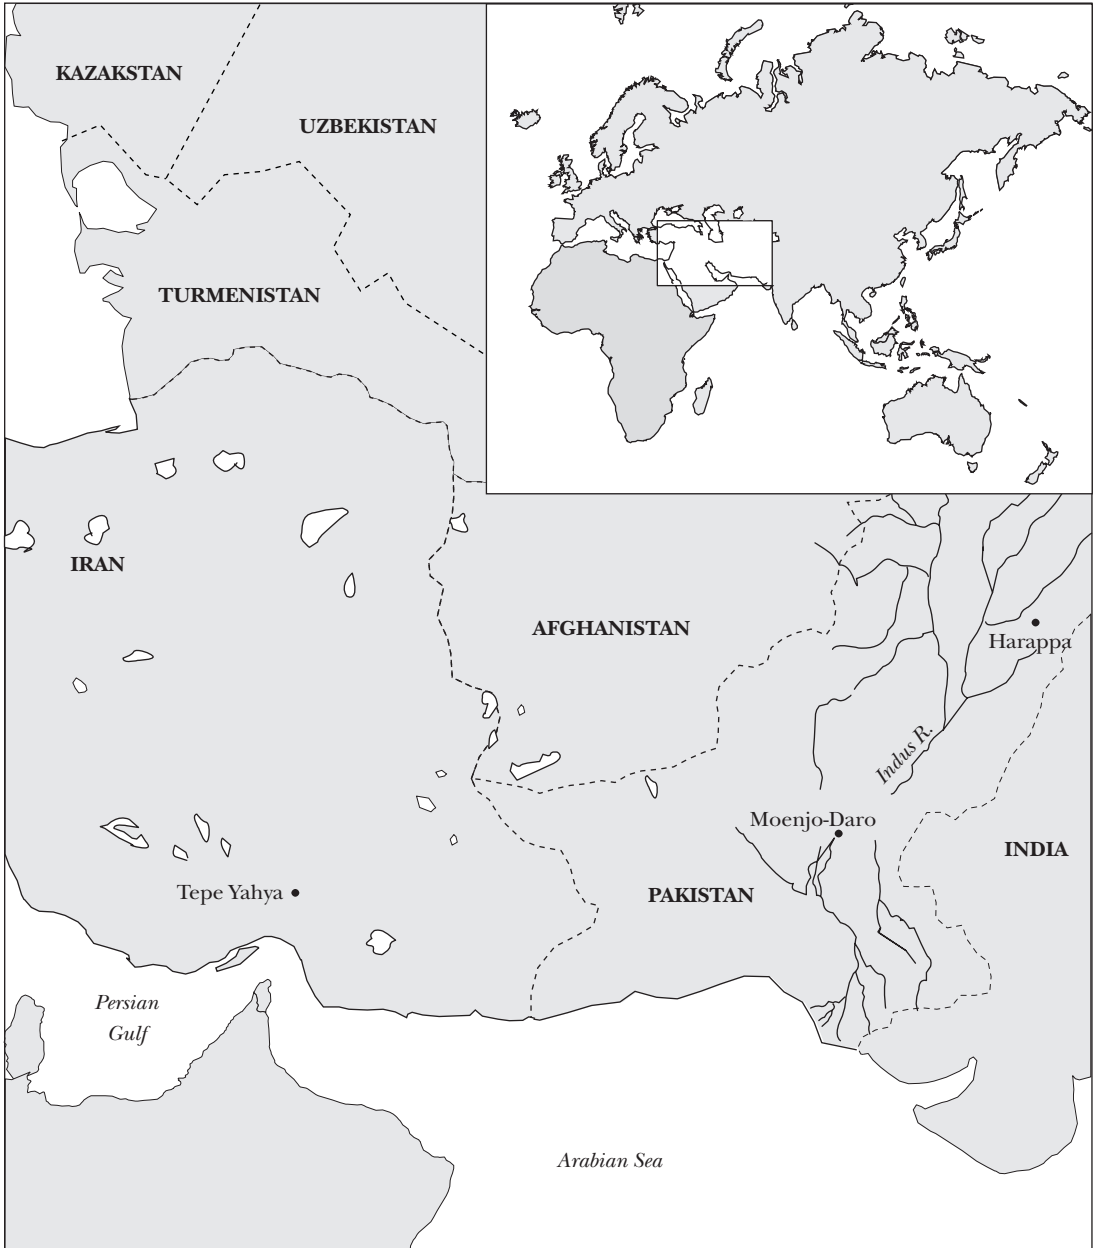 KAZAKSTAN
UZBEKISTAN
TURMENISTAN
IRAN
AFGHANISTAN
Harappa
Indus R.
Moenjo-Daro
INDIA
Tepe Yahya
PAKISTAN
Persian
Gulf
Arabian Sea